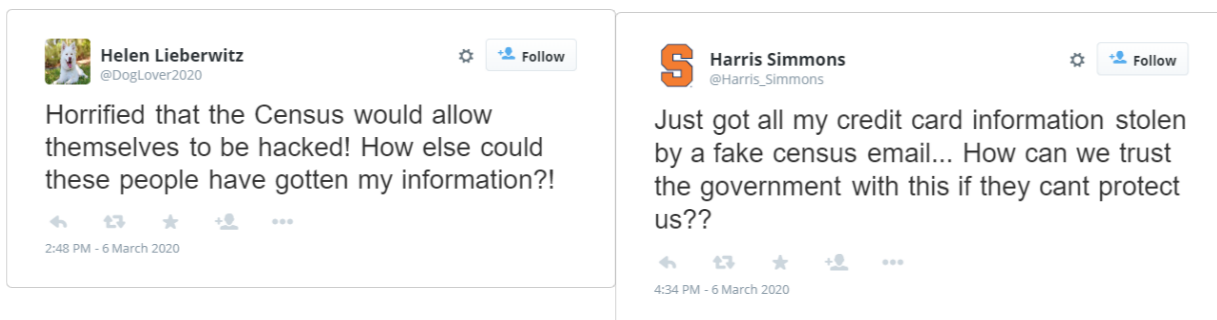 Helen Lieberwitz
Follow
@DogLover2020
Horrified that the Census would allow
themselves to be hacked! How else could
these people have gotten my information?!
2:48 PM - 6 March 2020
S
Harris Simmons
Follow
@Harris_Simmons
Just got all my credit card information stolen
by a fake census email... How can we trust
the government with this if they cant protect
us??
4:34 PM - 6 March 2020